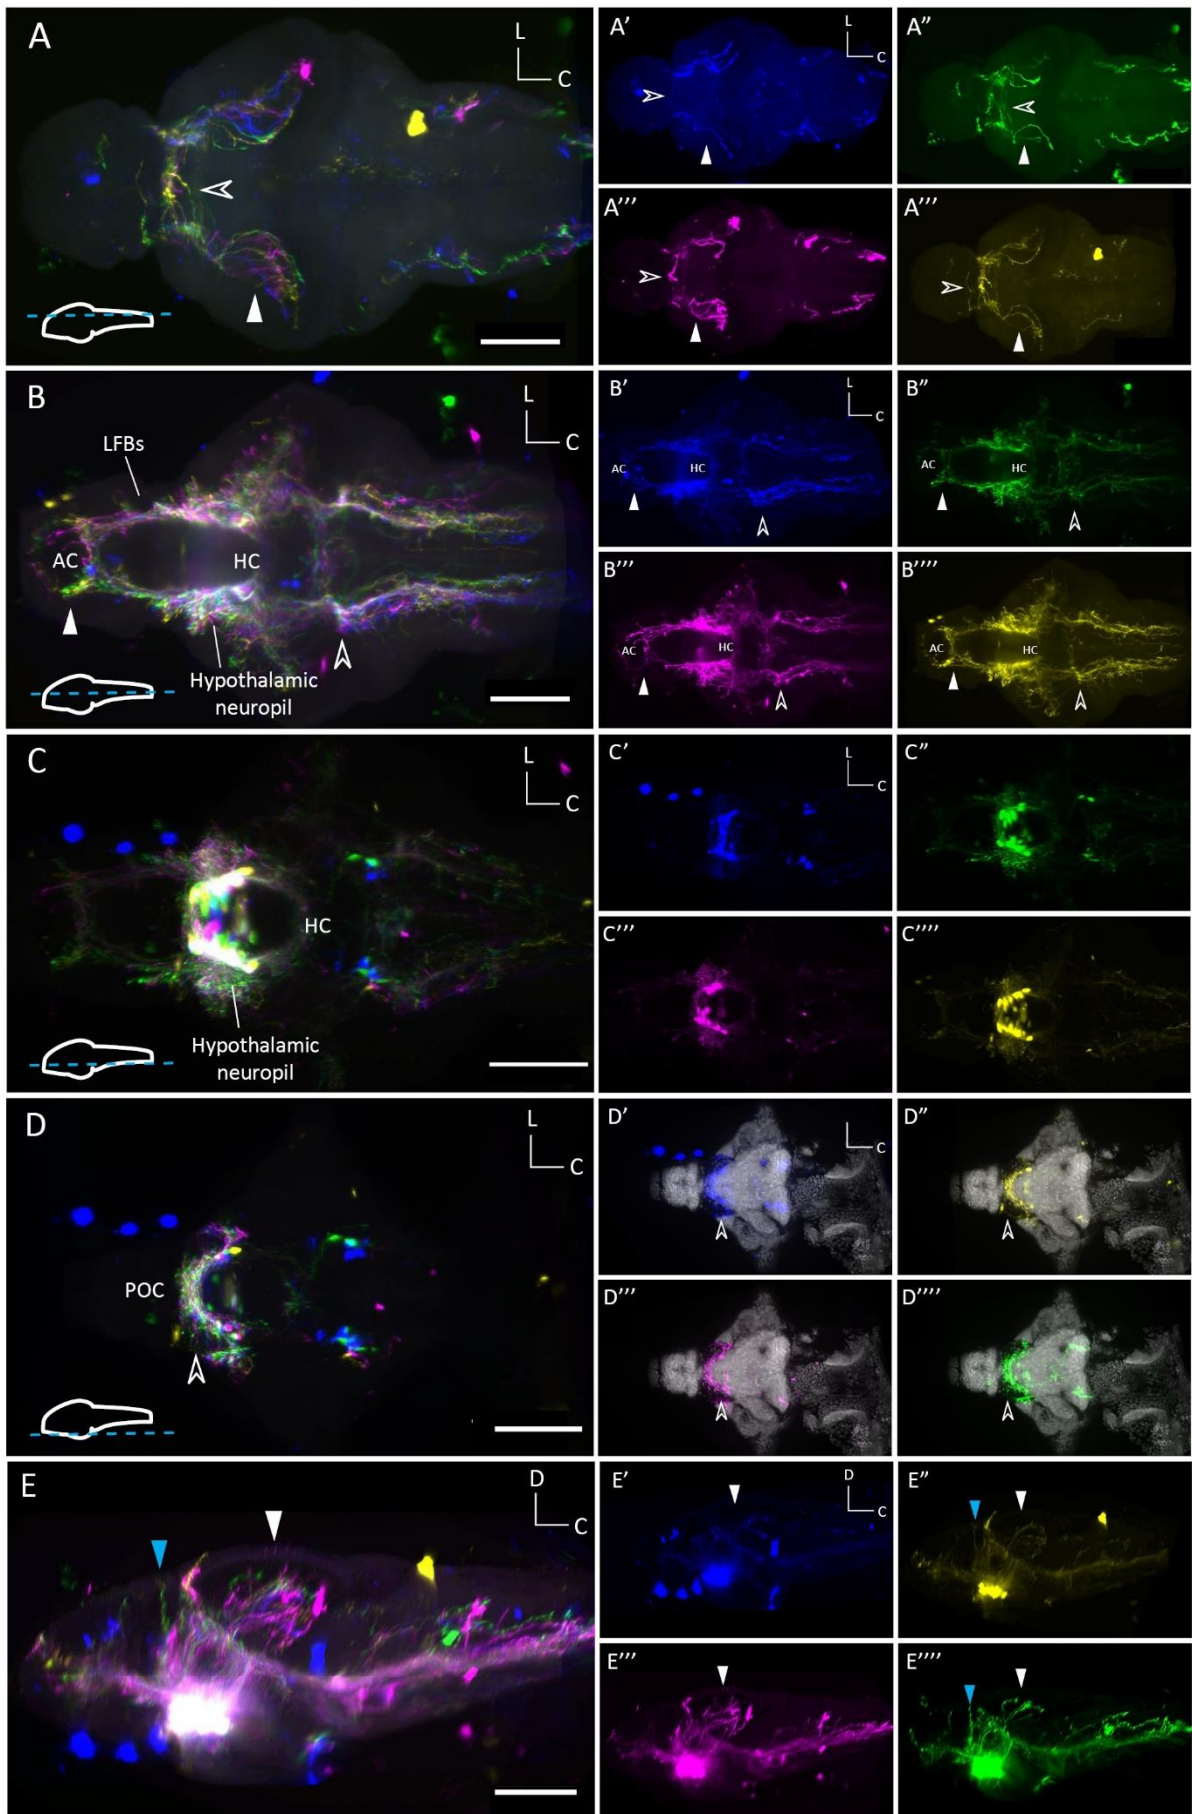 A
L
C
A’
L
C
A’’
A’’’
A’’’
B
L
C
LFBs
AC
HC
Hypothalamic
neuropil
B’
L
C
AC
HC
B’’
AC
HC
B’’’
AC
HC
B’’’’
AC
HC
C
L
C
HC
Hypothalamic
neuropil
C’
L
C
C’’
C’’’
C’’’’
D
L
C
POC
D’
C
D’’
D’’’
D’’’’
E
D
C
E’
D
C
E’’
E’’’
E’’’’